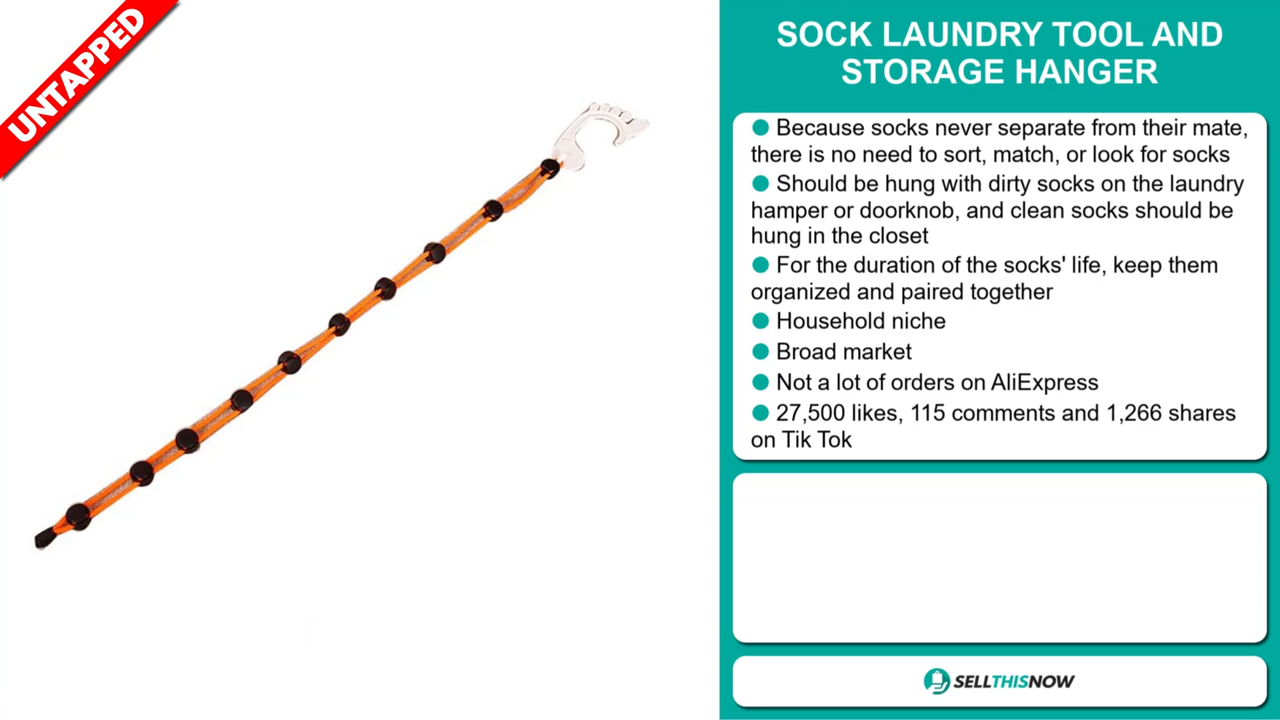 UNTAPPED
SOCK LAUNDRY TOOL AND
STORAGE HANGER
● Because socks never separate from their mate,
there is no need to sort, match, or look for socks
● Should be hung with dirty socks on the laundry
hamper or doorknob, and clean socks should be
hung in the closet
● For the duration of the socks' life, keep them
organized and paired together
● Household niche
● Broad market
● Not a lot of orders on AliExpress
● 27,500 likes, 115 comments and 1,266 shares
on Tik Tok
SELLTHISNOW